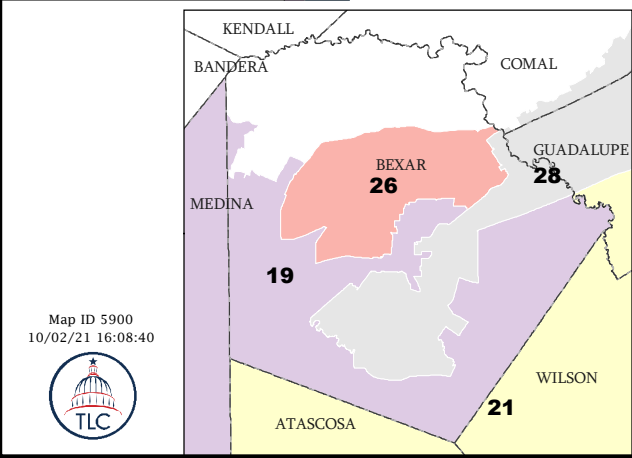 KENDALL
BANDERA
COMAL
BEXAR
26
GUADALUPE
28
MEDINA
19
Map ID 5900
10/02/21 16:08:40
TLC
WILSON
21
ATASCOSA